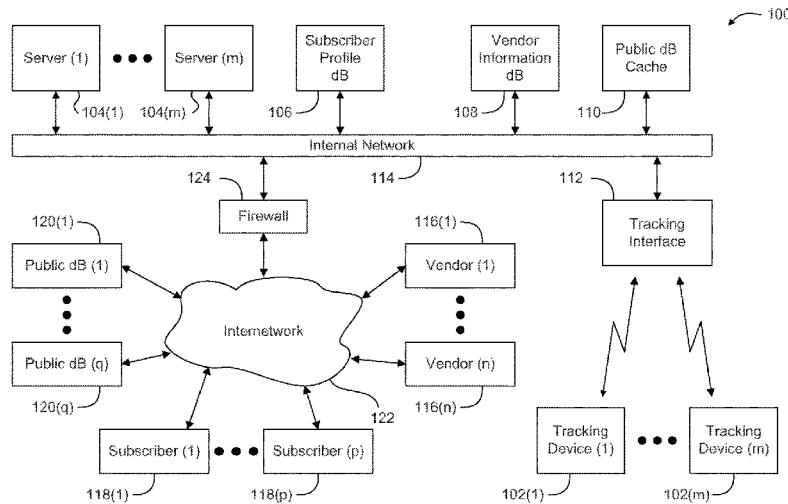 100
Server (1)
Server (m)
Subscriber
Profile
dB
Vendor
Information
dB
Public dB
Cache
104(1)
104(m)
106
108
110
Internal Network
124
114
112
Firewall
Tracking
Interface
120(1)
116(1)
Public dB (1)
Vendor (1)
Internetwork
Public dB (q)
Vendor (n)
120(q)
122
116(n)
Subscriber (1)
Subscriber (p)
Tracking
Device (1)
Tracking
Device (m)
118(1)
118(p)
102(1)
102(m)